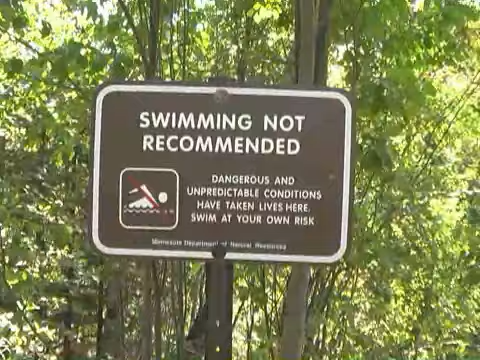 SWIMMING NOT
RECOMMENDED
DANGEROUS AND
UNPREDICTABLE CONDITIONS
HAVE TAKEN LIVES HERE.
SWIM AT YOUR OWN RISK
Minnesota Department of Natural Resources